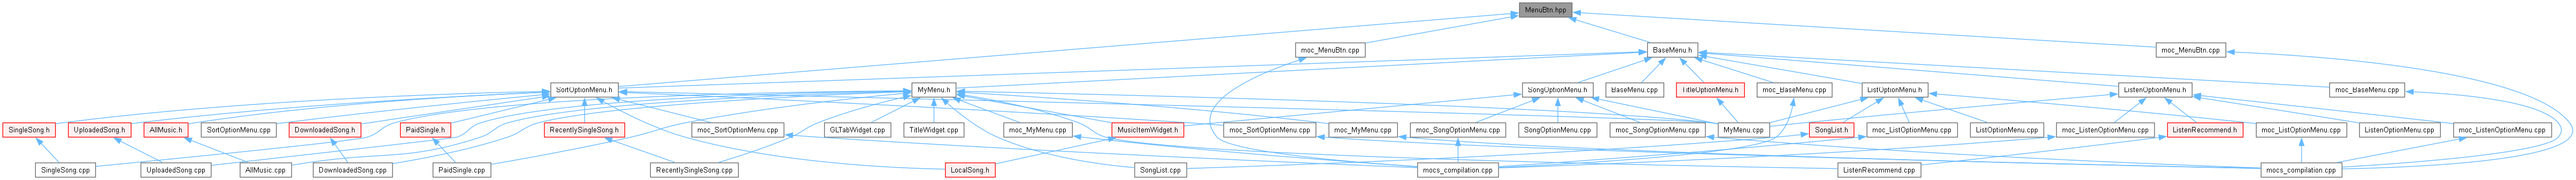 MenuBtn.hpp
moc_MenuBtn.cpp
BaseMenu.h
moc_MenuBtn.cpp
SortOptionMenu.h
MyMenu.h
SongOptionMenu.h
BaseMenu.cpp
TitleOptionMenu.h
moc_BaseMenu.cpp
ListOptionMenu.h
ListenOptionMenu.h
moc_BaseMenu.cpp
SingleSong.h
UploadedSong.h
AllMusic.h
SortOptionMenu.cpp
DownloadedSong.h
PaidSingle.h
RecentlySingleSong.h
moc_SortOptionMenu.cpp
GLTabWidget.cpp
TitleWidget.cpp
moc_MyMenu.cpp
MusicItemWidget.h
moc_SortOptionMenu.cpp
moc_MyMenu.cpp
moc_SongOptionMenu.cpp
SongOptionMenu.cpp
moc_SongOptionMenu.cpp
MyMenu.cpp
SongList.h
moc_ListOptionMenu.cpp
ListOptionMenu.cpp
moc_ListenOptionMenu.cpp
ListenRecommend.h
moc_ListOptionMenu.cpp
ListenOptionMenu.cpp
moc_ListenOptionMenu.cpp
SingleSong.cpp
UploadedSong.cpp
AllMusic.cpp
DownloadedSong.cpp
PaidSingle.cpp
RecentlySingleSong.cpp
LocalSong.h
SongList.cpp
mocs_compilation.cpp
ListenRecommend.cpp
mocs_compilation.cpp